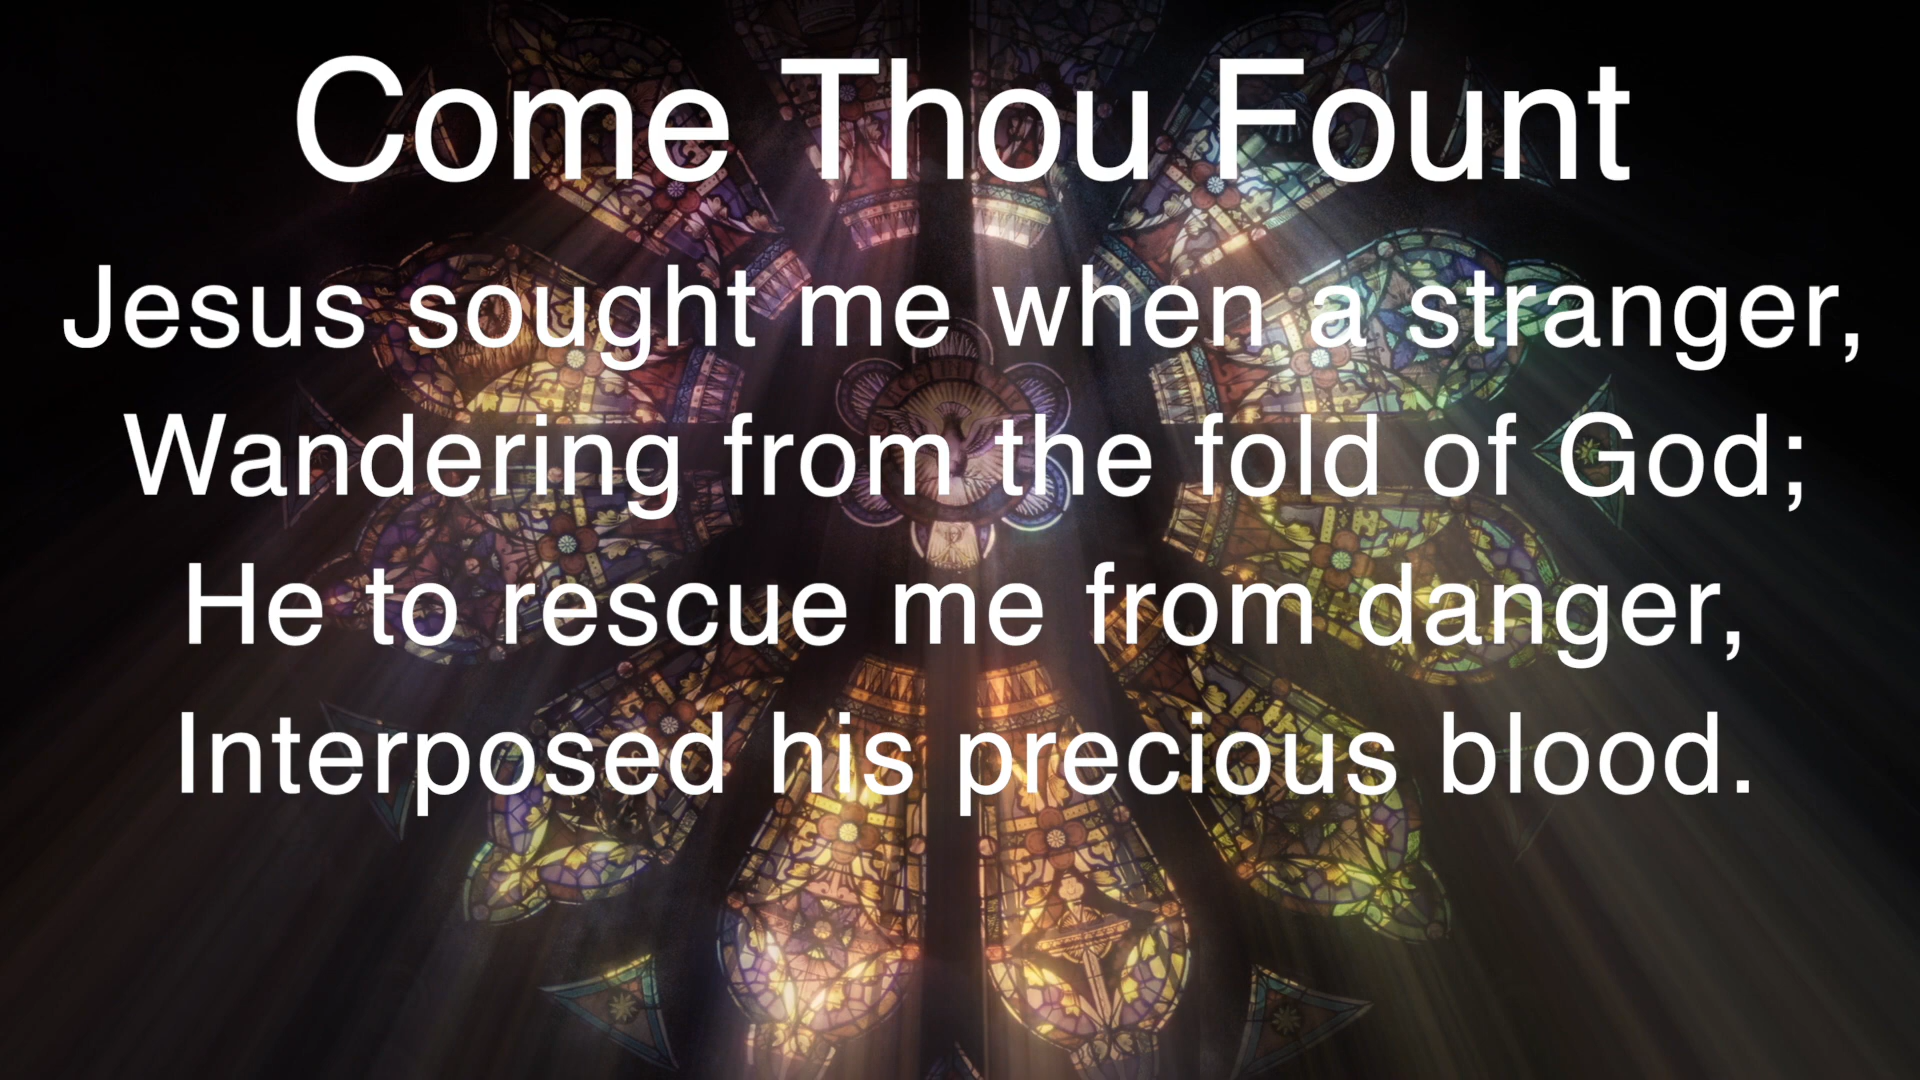 Come Thou Fount
Jesus sought me when a stranger,
Wandering from the fold of God;
He to rescue me from danger,
Interposed his precious blood.